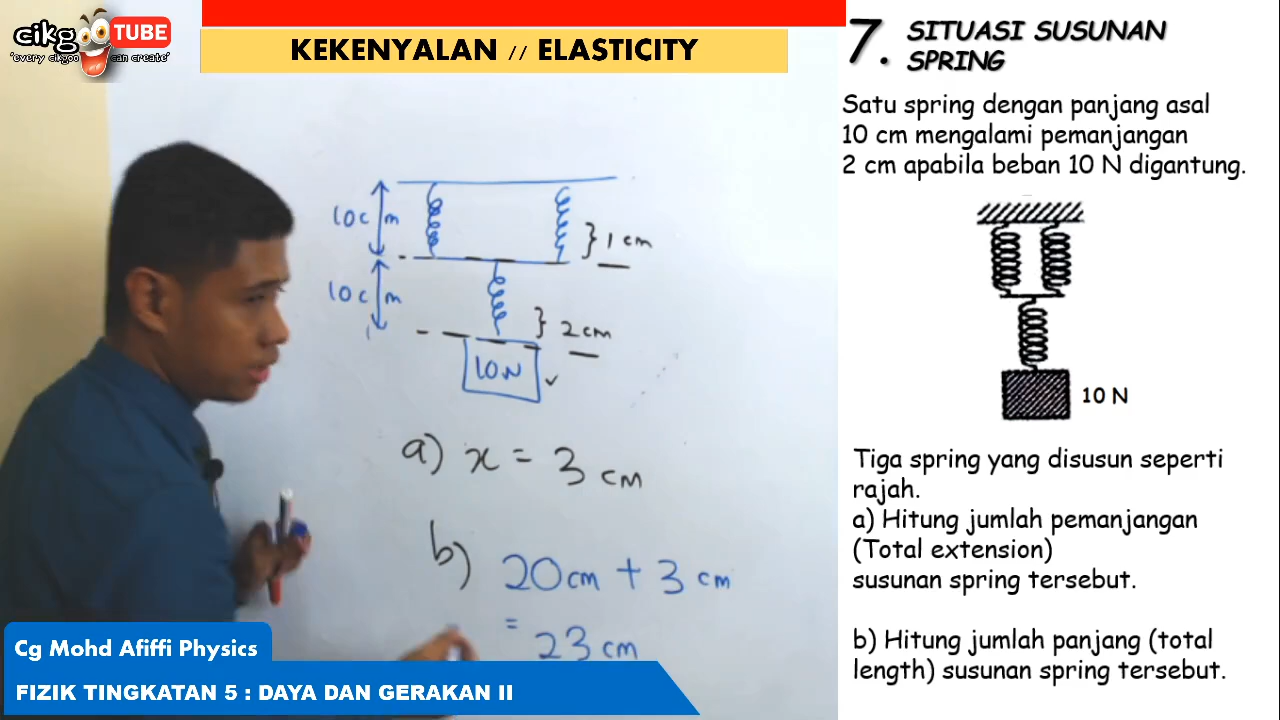 cikgoo TUBE
'every cikgoo can create'
KEKENYALAN // ELASTICITY
10cm
} 1 cm
10cm
} 2 cm
10N
a) x = 3 cm
b) 20cm + 3 cm
= 23 cm
Cg Mohd Afiffi Physics
FIZIK TINGKATAN 5 : DAYA DAN GERAKAN II
7. SITUASI SUSUNAN
SPRING
Satu spring dengan panjang asal
10 cm mengalami pemanjangan
2 cm apabila beban 10 N digantung.
10 N
Tiga spring yang disusun seperti
rajah.
a) Hitung jumlah pemanjangan
(Total extension)
susunan spring tersebut.
b) Hitung jumlah panjang (total
length) susunan spring tersebut.